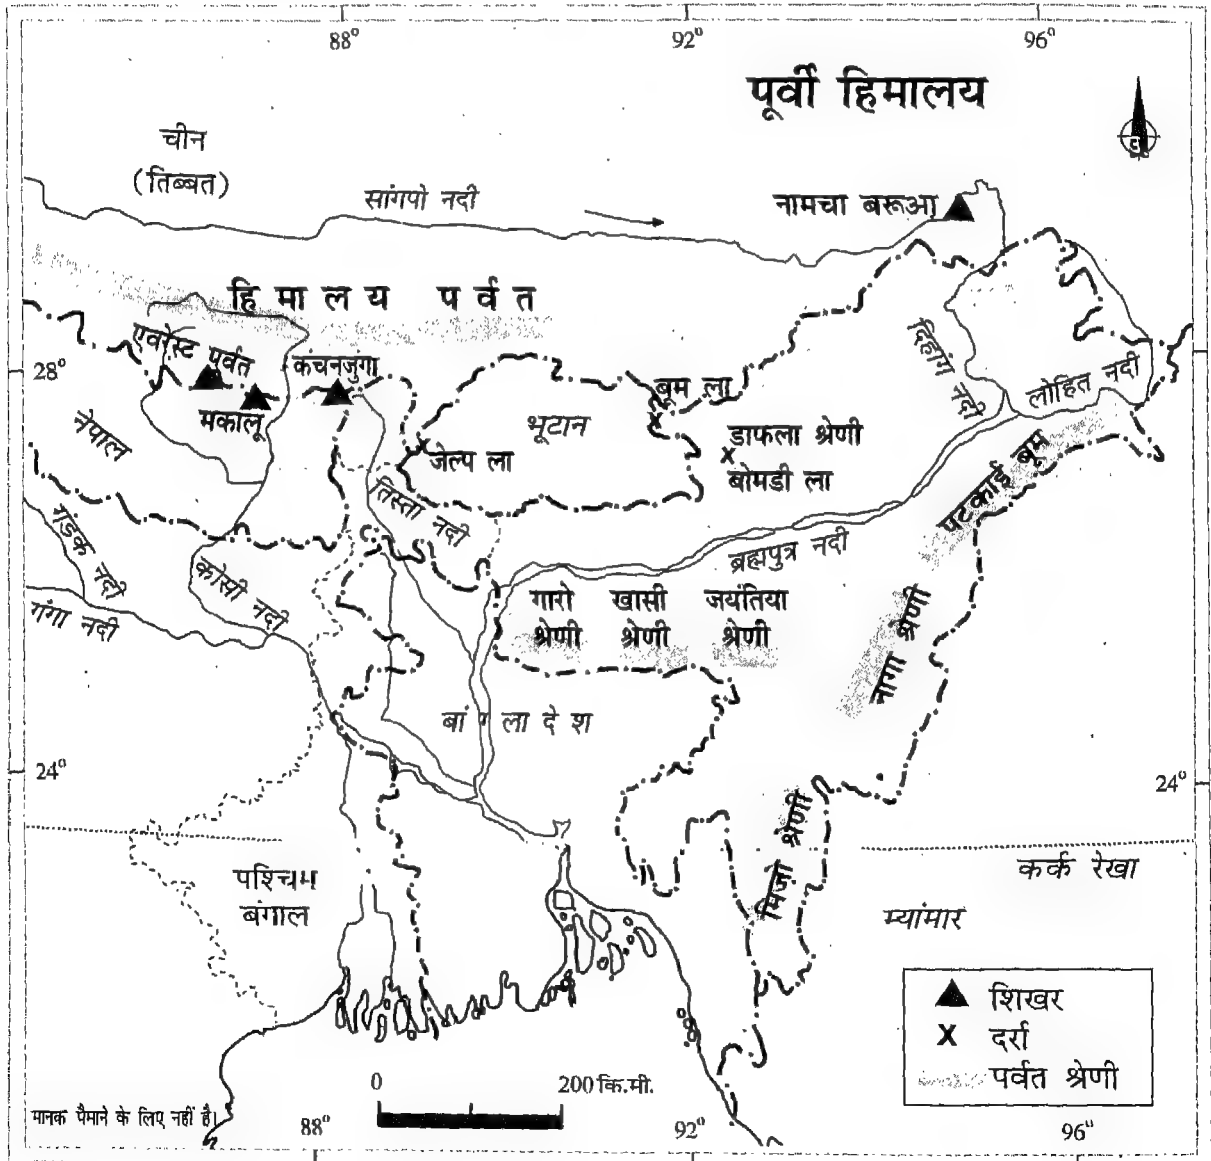 88°
92°
96°
पूर्वी हिमालय
चीन
(तिब्बत)
सांगपो नदी
नामचा बरूआ
हिमालय पर्वत
एवरेस्ट पर्वत
कंचनजुंगा
मकालू
28°
नेपाल
भूटान
बूम ला
जेल्प ला
डाफला श्रेणी
बोमडी ला
दिहांग नदी
लोहित नदी
पटकाई बूम
तिस्ता नदी
गंडक नदी
कोसी नदी
गंगा नदी
ब्रह्मपुत्र नदी
गारो
श्रेणी
खासी
श्रेणी
जयंतिया
श्रेणी
नागा श्रेणी
बांगलादेश
24°
24°
मिज़ो श्रेणी
कर्क रेखा
पश्चिम
बंगाल
म्यांमार
शिखर
x दर्रा
पर्वत श्रेणी
0
200 कि.मी.
मानक पैमाने के लिए नहीं है।
88°
92°
96°